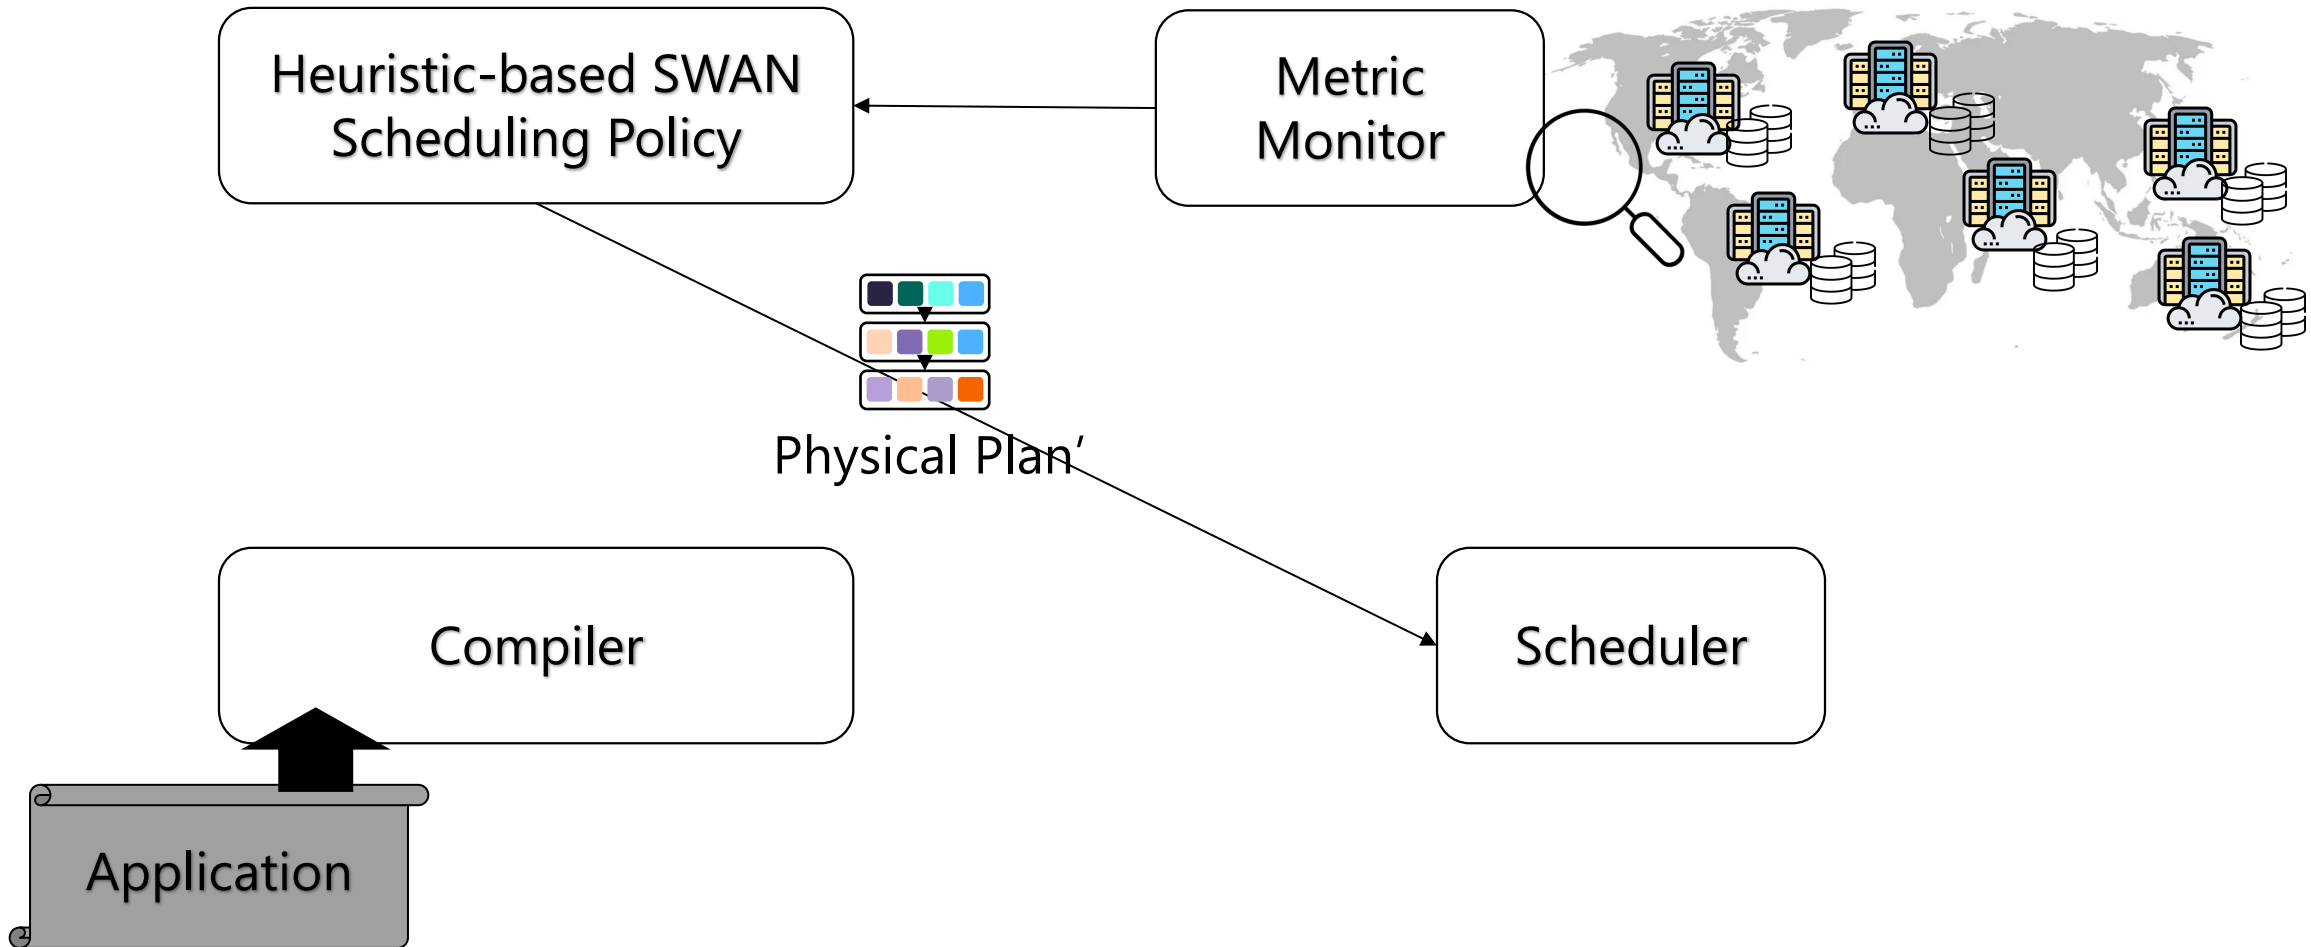 Heuristic-based SWAN
Scheduling Policy
Metric
Monitor
Physical Plan′
Compiler
Scheduler
Application